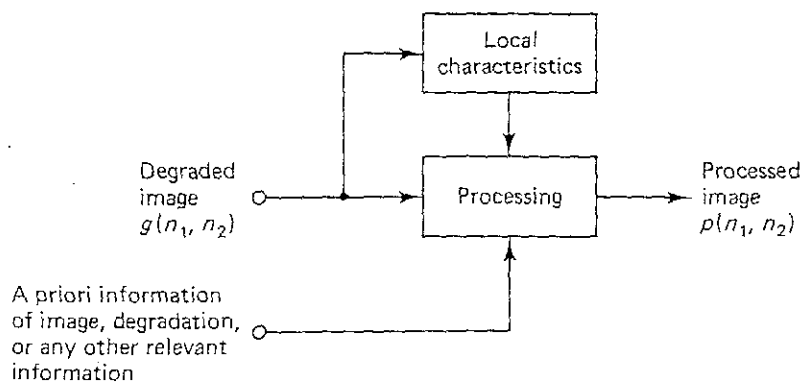 Local
characteristics
Degraded
image
g(n₁, n₂)
Processing
Processed
image
p(n₁, n₂)
A priori information
of image, degradation,
or any other relevant
information